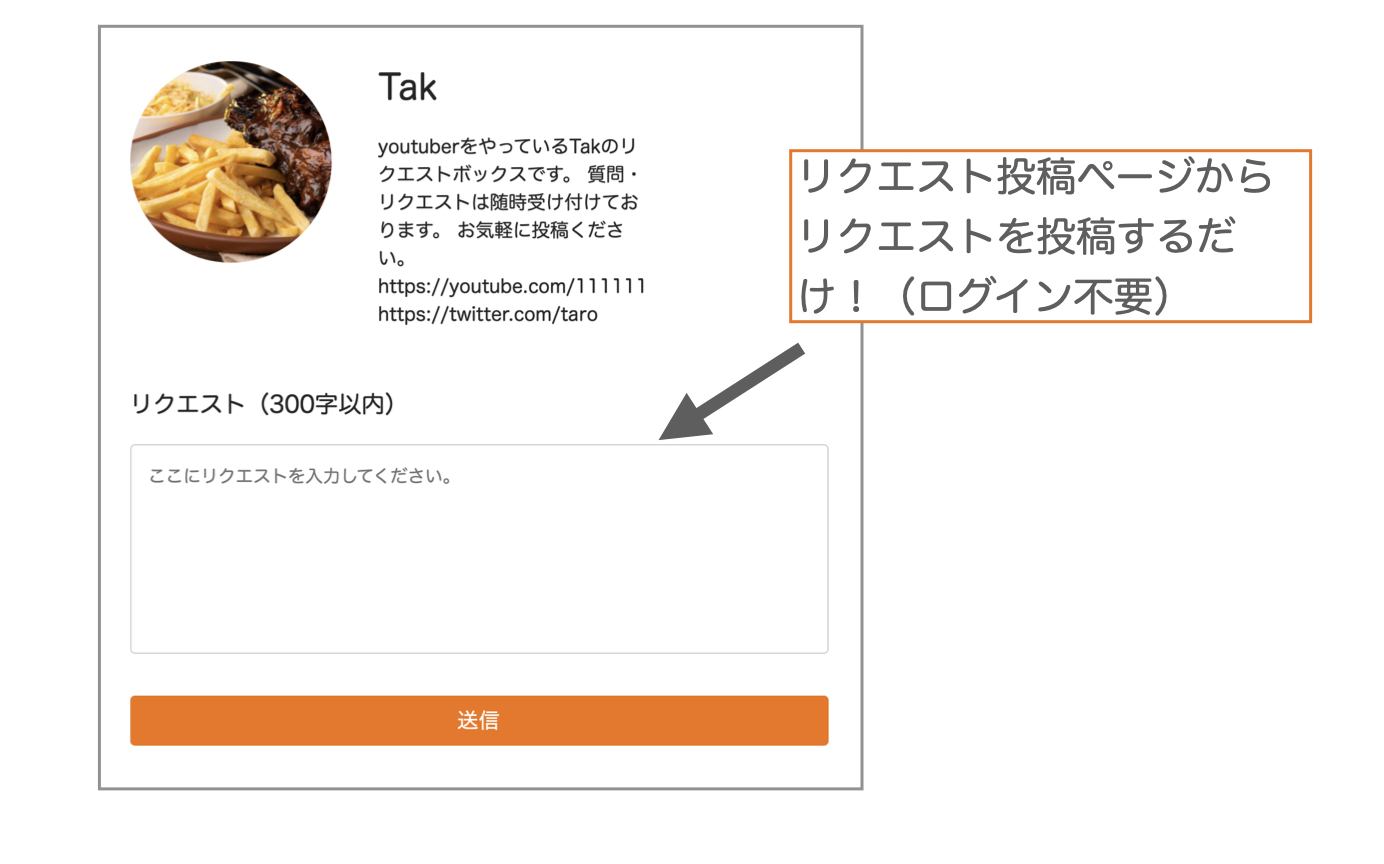 Tak
youtuberをやっているTakのリ
クエストボックスです。 質問・
リクエストは随時受け付けてお
ります。 お気軽に投稿くださ
い。
https://youtube.com/111111
https://twitter.com/taro
リクエスト投稿ページから
リクエストを投稿するだ
け！（ログイン不要）
リクエスト（300字以内）
ここにリクエストを入力してください。
送信